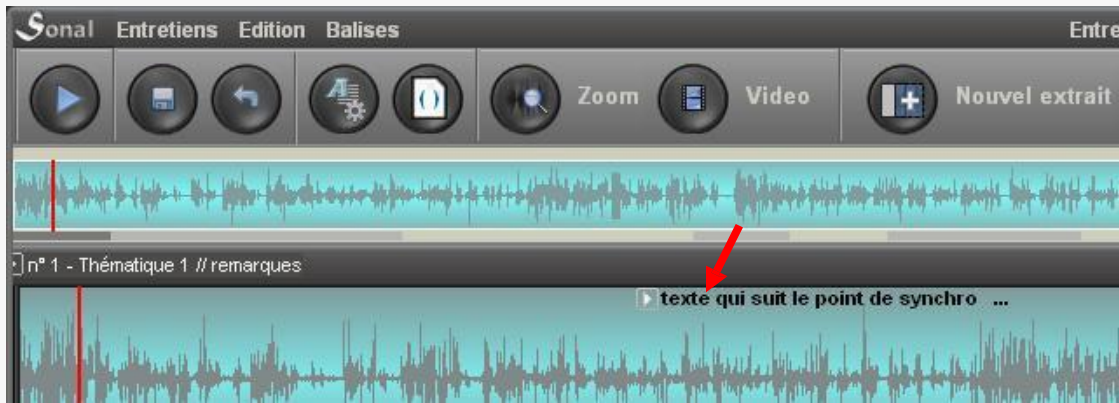 Sonal Entretiens Edition Balises Entre
Zoom Video Nouvel extrait
n° 1 - Thématique 1 // remarques
texte qui suit le point de synchro ...